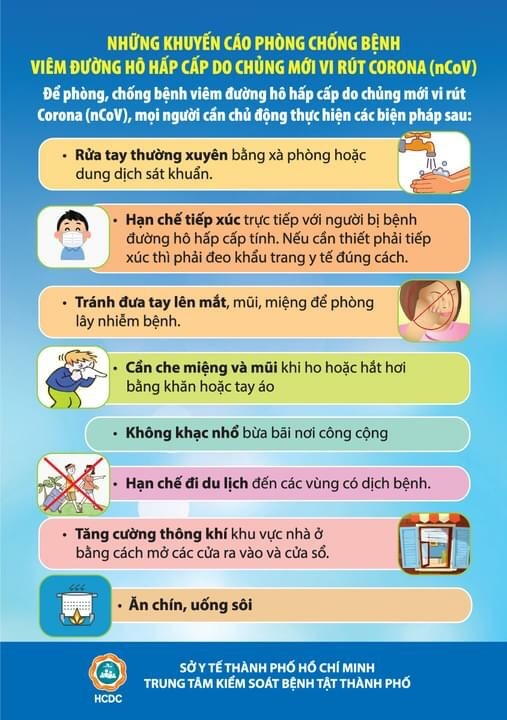 NHỮNG KHUYẾN CÁO PHÒNG CHỐNG BỆNH
VIÊM ĐƯỜNG HÔ HẤP CẤP DO CHỦNG MỚI VI RÚT CORONA (nCoV)
Để phòng, chống bệnh viêm đường hô hấp cấp do chủng mới vi rút
Corona (nCoV), mọi người cần chủ động thực hiện các biện pháp sau:
• Rửa tay thường xuyên bằng xà phòng hoặc
dung dịch sát khuẩn.
• Hạn chế tiếp xúc trực tiếp với người bị bệnh
đường hô hấp cấp tính. Nếu cần thiết phải tiếp
xúc thì phải đeo khẩu trang y tế đúng cách.
• Tránh đưa tay lên mắt, mũi, miệng để phòng
lây nhiễm bệnh.
• Cần che miệng và mũi khi ho hoặc hắt hơi
bằng khăn hoặc tay áo
• Không khạc nhổ bừa bãi nơi công cộng
• Hạn chế đi du lịch đến các vùng có dịch bệnh.
• Tăng cường thông khí khu vực nhà ở
bằng cách mở các cửa ra vào và cửa sổ.
• Ăn chín, uống sôi
SỞ Y TẾ THÀNH PHỐ HỒ CHÍ MINH
TRUNG TÂM KIỂM SOÁT BỆNH TẬT THÀNH PHỐ
HCDC